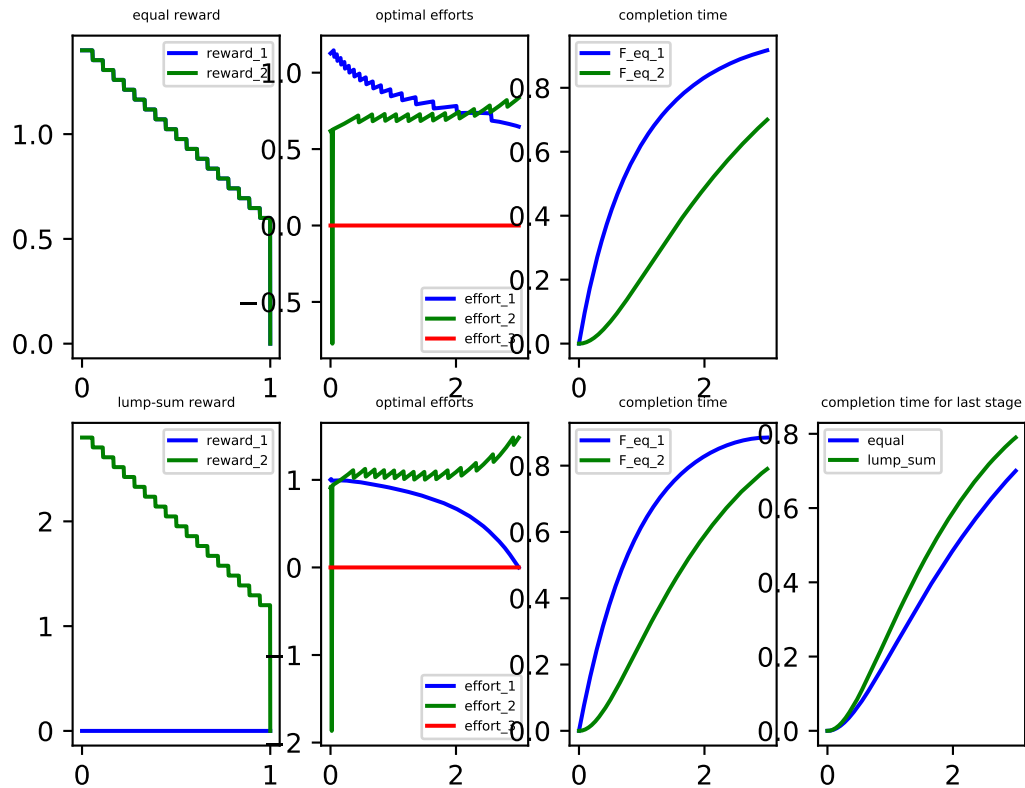 equal reward
reward_1
reward_2
1.0
0.5
0.0
0
1
optimal efforts
effort_1
effort_2
effort_3
1.0
0.5
0.0
−0.5
0
2
completion time
F_eq_1
F_eq_2
0.8
0.6
0.4
0.2
0.0
0
2
lump-sum reward
reward_1
reward_2
2
1
0
0
1
optimal efforts
effort_1
effort_2
effort_3
1
0
−1
−2
0
2
completion time
F_eq_1
F_eq_2
0.8
0.6
0.4
0.2
0.0
0
2
completion time for last stage
equal
lump_sum
0.8
0.6
0.4
0.2
0.0
0
2